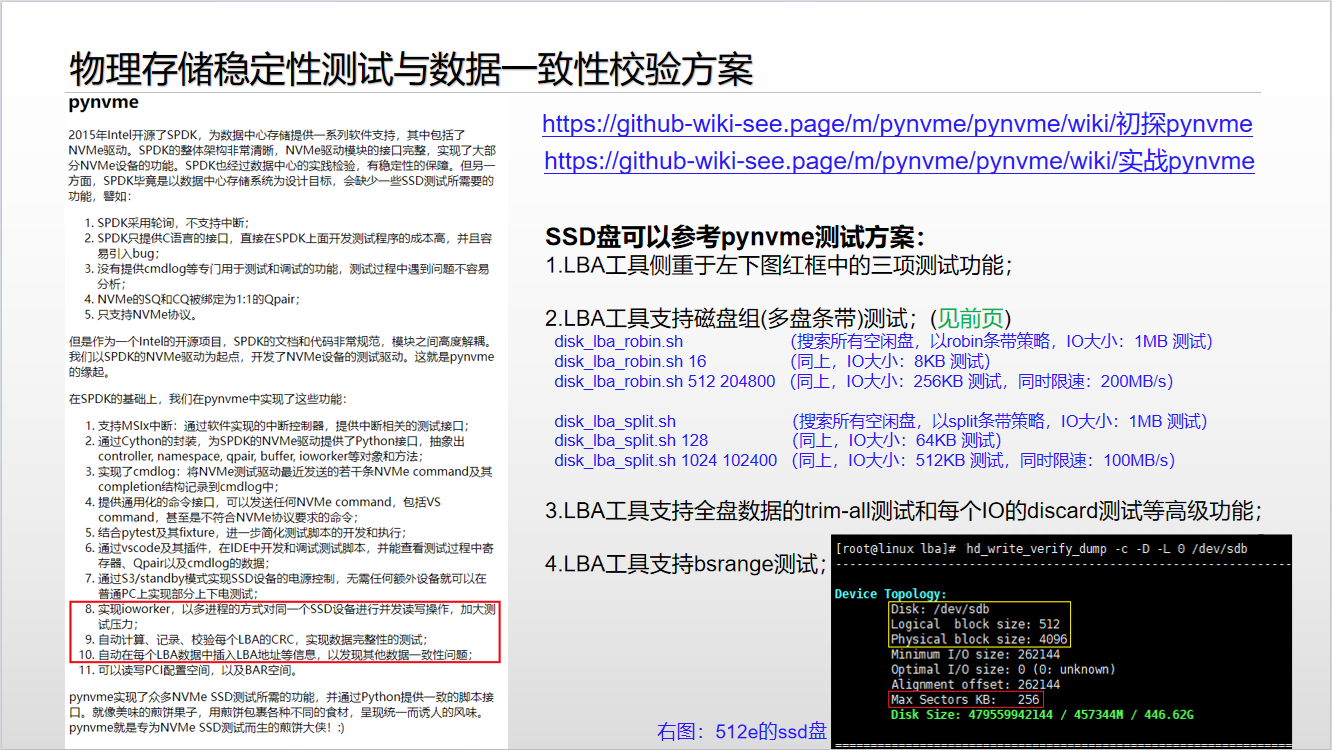 物理存储稳定性测试与数据一致性校验方案
pynvme
2015年Intel开源了SPDK，为数据中心存储提供一系列软件支持，其中包括了
NVMe驱动。SPDK的整体架构非常清晰，NVMe驱动模块的接口完整，实现了大部
分NVMe设备的功能。SPDK也经过数据中心的实践检验，有稳定性的保障。但另一
方面，SPDK毕竟是以数据中心存储系统为设计目标，会缺少一些SSD测试所需要的
功能，譬如：
1. SPDK采用轮询，不支持中断；
2. SPDK只提供C语言的接口，直接在SPDK上面开发测试程序的成本高，并且容
易引入bug；
3. 没有提供cmdlog等专门用于测试和调试的功能，测试过程中遇到问题不容易
分析；
4. NVMe的SQ和CQ被绑定为1:1的Qpair；
5. 只支持NVMe协议。
但是作为一个Intel的开源项目，SPDK的文档和代码非常规范，模块之间高度解耦。
我们以SPDK的NVMe驱动为起点，开发了NVMe设备的测试驱动。这就是pynvme
的缘起。
在SPDK的基础上，我们在pynvme中实现了这些功能：
1. 支持MSIx中断：通过软件实现的中断控制器，提供中断相关的测试接口；
2. 通过Cython的封装，为SPDK的NVMe驱动提供了Python接口，抽象出
controller, namespace, qpair, buffer, ioworker等对象和方法；
3. 实现了cmdlog：将NVMe测试驱动最近发送的若干条NVMe command及其
completion结构记录到cmdlog中；
4. 提供通用化的命令接口，可以发送任何NVMe command，包括VS
command，甚至是不符合NVMe协议要求的命令；
5. 结合pytest及其fixture，进一步简化测试脚本的开发和执行；
6. 通过vscode及其插件，在IDE中开发和调试测试脚本，并能查看测试过程中寄
存器、Qpair以及cmdlog的数据；
7. 通过S3/standby模式实现SSD设备的电源控制，无需任何额外设备就可以在
普通PC上实现部分上下电测试；
8. 实现ioworker，以多进程的方式对同一个SSD设备进行并发读写操作，加大测
试压力；
9. 自动计算、记录、校验每个LBA的CRC，实现数据完整性的测试；
10. 自动在每个LBA数据中插入LBA地址等信息，以发现其他数据一致性问题；
11. 可以读写PCI配置空间，以及BAR空间。
pynvme实现了众多NVMe SSD测试所需的功能，并通过Python提供一致的脚本接
口。就像美味的煎饼果子，用煎饼包裹各种不同的食材，呈现统一而诱人的风味。
pynvme就是专为NVMe SSD测试而生的煎饼大侠！:)
https://github-wiki-see.page/m/pynvme/pynvme/wiki/初探pynvme
https://github-wiki-see.page/m/pynvme/pynvme/wiki/实战pynvme
SSD盘可以参考pynvme测试方案：
1.LBA工具侧重于左下图红框中的三项测试功能；
2.LBA工具支持磁盘组(多盘条带)测试；(见前页)
disk_lba_robin.sh （搜索所有空闲盘，以robin条带策略，IO大小：1MB 测试）
disk_lba_robin.sh 16 （同上，IO大小：8KB 测试）
disk_lba_robin.sh 512 204800 （同上，IO大小：256KB 测试，同时限速：200MB/s）
disk_lba_split.sh （搜索所有空闲盘，以split条带策略，IO大小：1MB 测试）
disk_lba_split.sh 128 （同上，IO大小：64KB 测试）
disk_lba_split.sh 1024 102400 （同上，IO大小：512KB 测试，同时限速：100MB/s）
3.LBA工具支持全盘数据的trim-all测试和每个IO的discard测试等高级功能；
4.LBA工具支持bsrange测试；
[root@linux lba]# hd_write_verify_dump -c -D -L 0 /dev/sdb
Device Topology:
Disk: /dev/sdb
Logical block size: 512
Physical block size: 4096
Minimum I/O size: 262144
Optimal I/O size: 0 (0: unknown)
Alignment offset: 262144
Max Sectors KB: 256
Disk Size: 479559942144 / 457344M / 446.62G
右图：512e的ssd盘